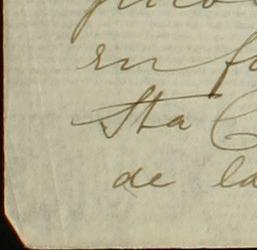 en fa
Sta C
de la